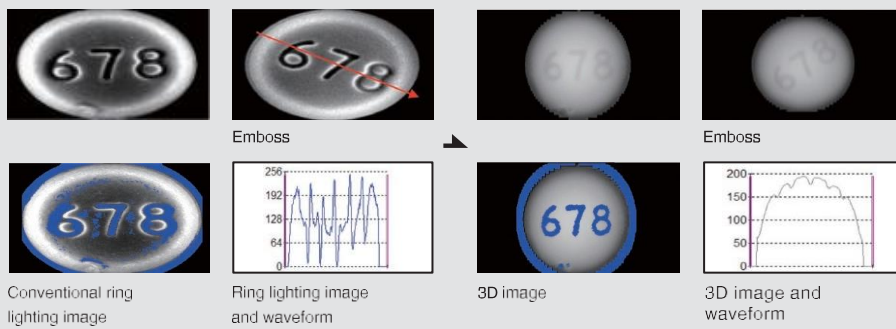 678
678
678
678
Emboss
Emboss
678
256
192
128
64
0
678
200
150
100
50
0
Conventional ring
lighting image
Ring lighting image
and waveform
3D image
3D image and
waveform